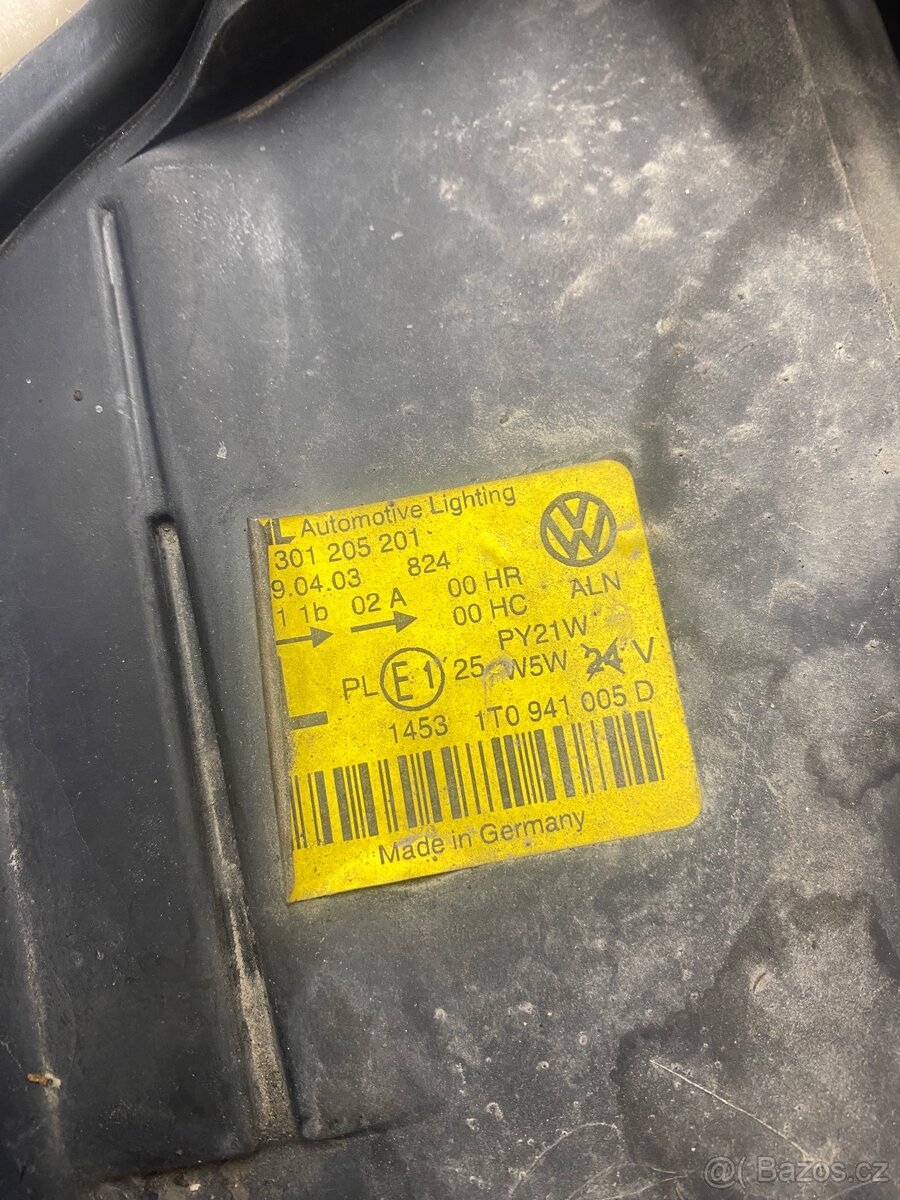 AL Automotive Lighting
301 205 201
9.04.03 824
1 1b 02 A 00 HR ALN
00 HC
PY21W
PL E1 25 W5W 24 V
1453 1T0 941 005 D
Made in Germany
@( Bazos.cz